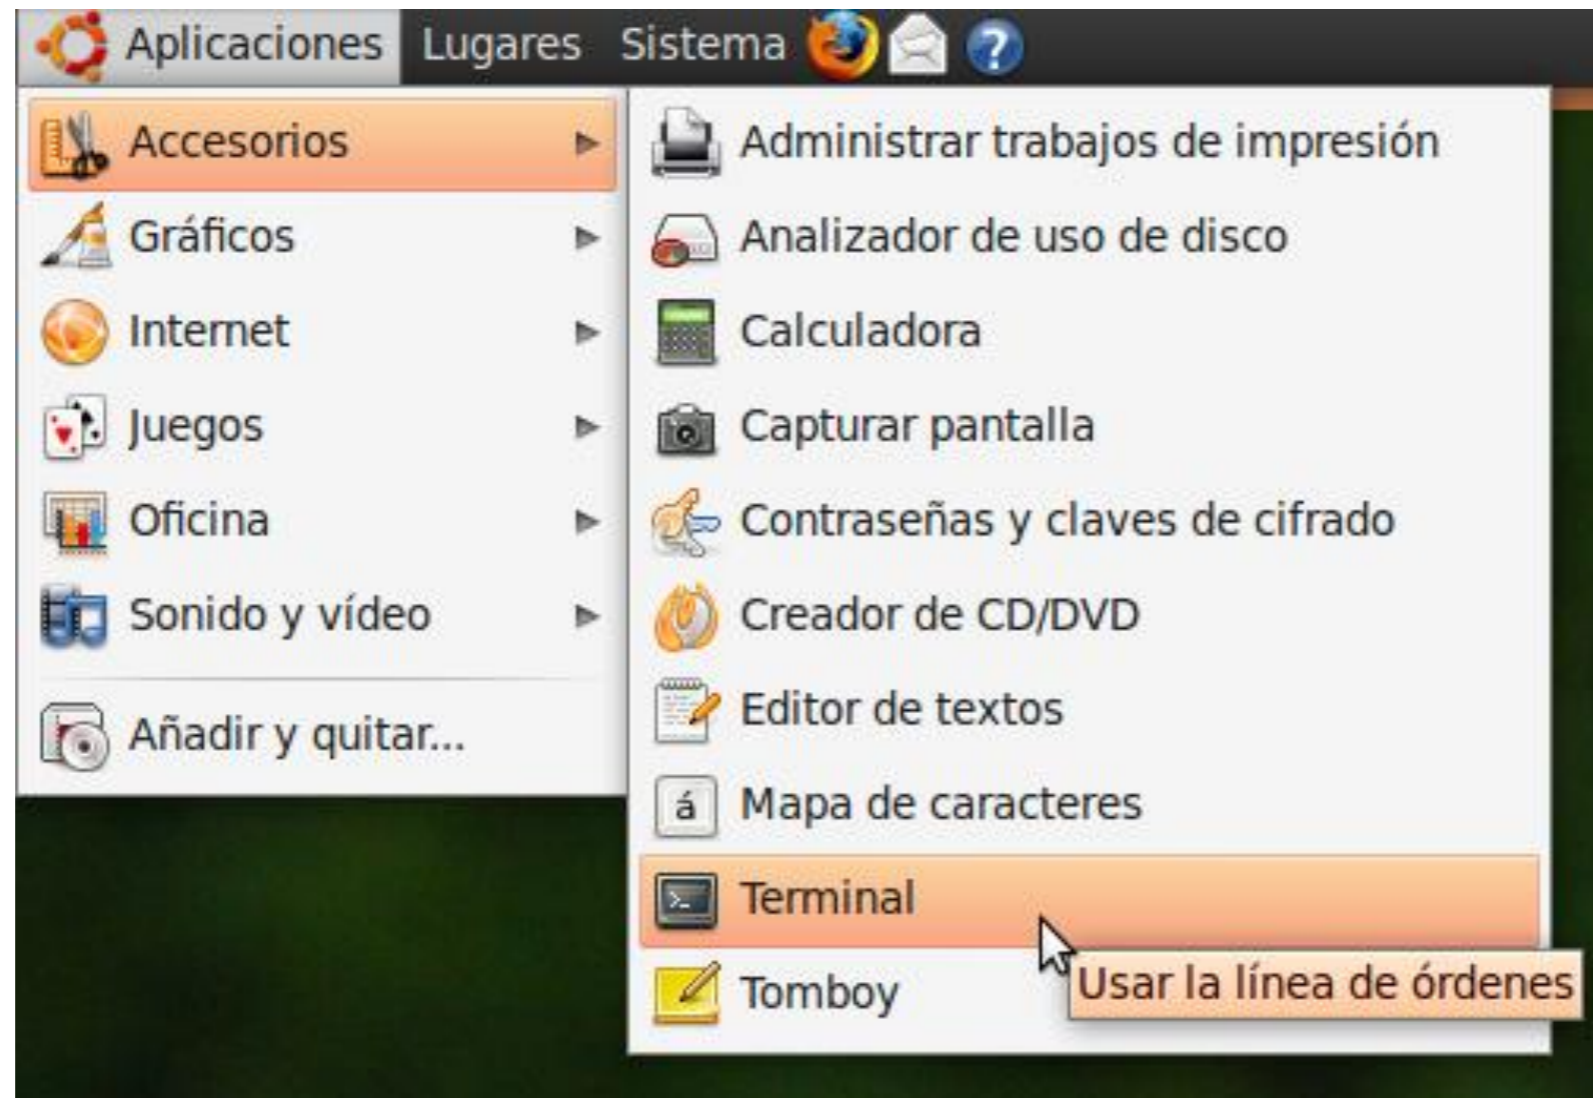 Aplicaciones Lugares Sistema
Accesorios
Gráficos
Internet
Juegos
Oficina
Sonido y vídeo
Añadir y quitar...
Administrar trabajos de impresión
Analizador de uso de disco
Calculadora
Capturar pantalla
Contraseñas y claves de cifrado
Creador de CD/DVD
Editor de textos
á Mapa de caracteres
Terminal
Usar la línea de órdenes
Tomboy